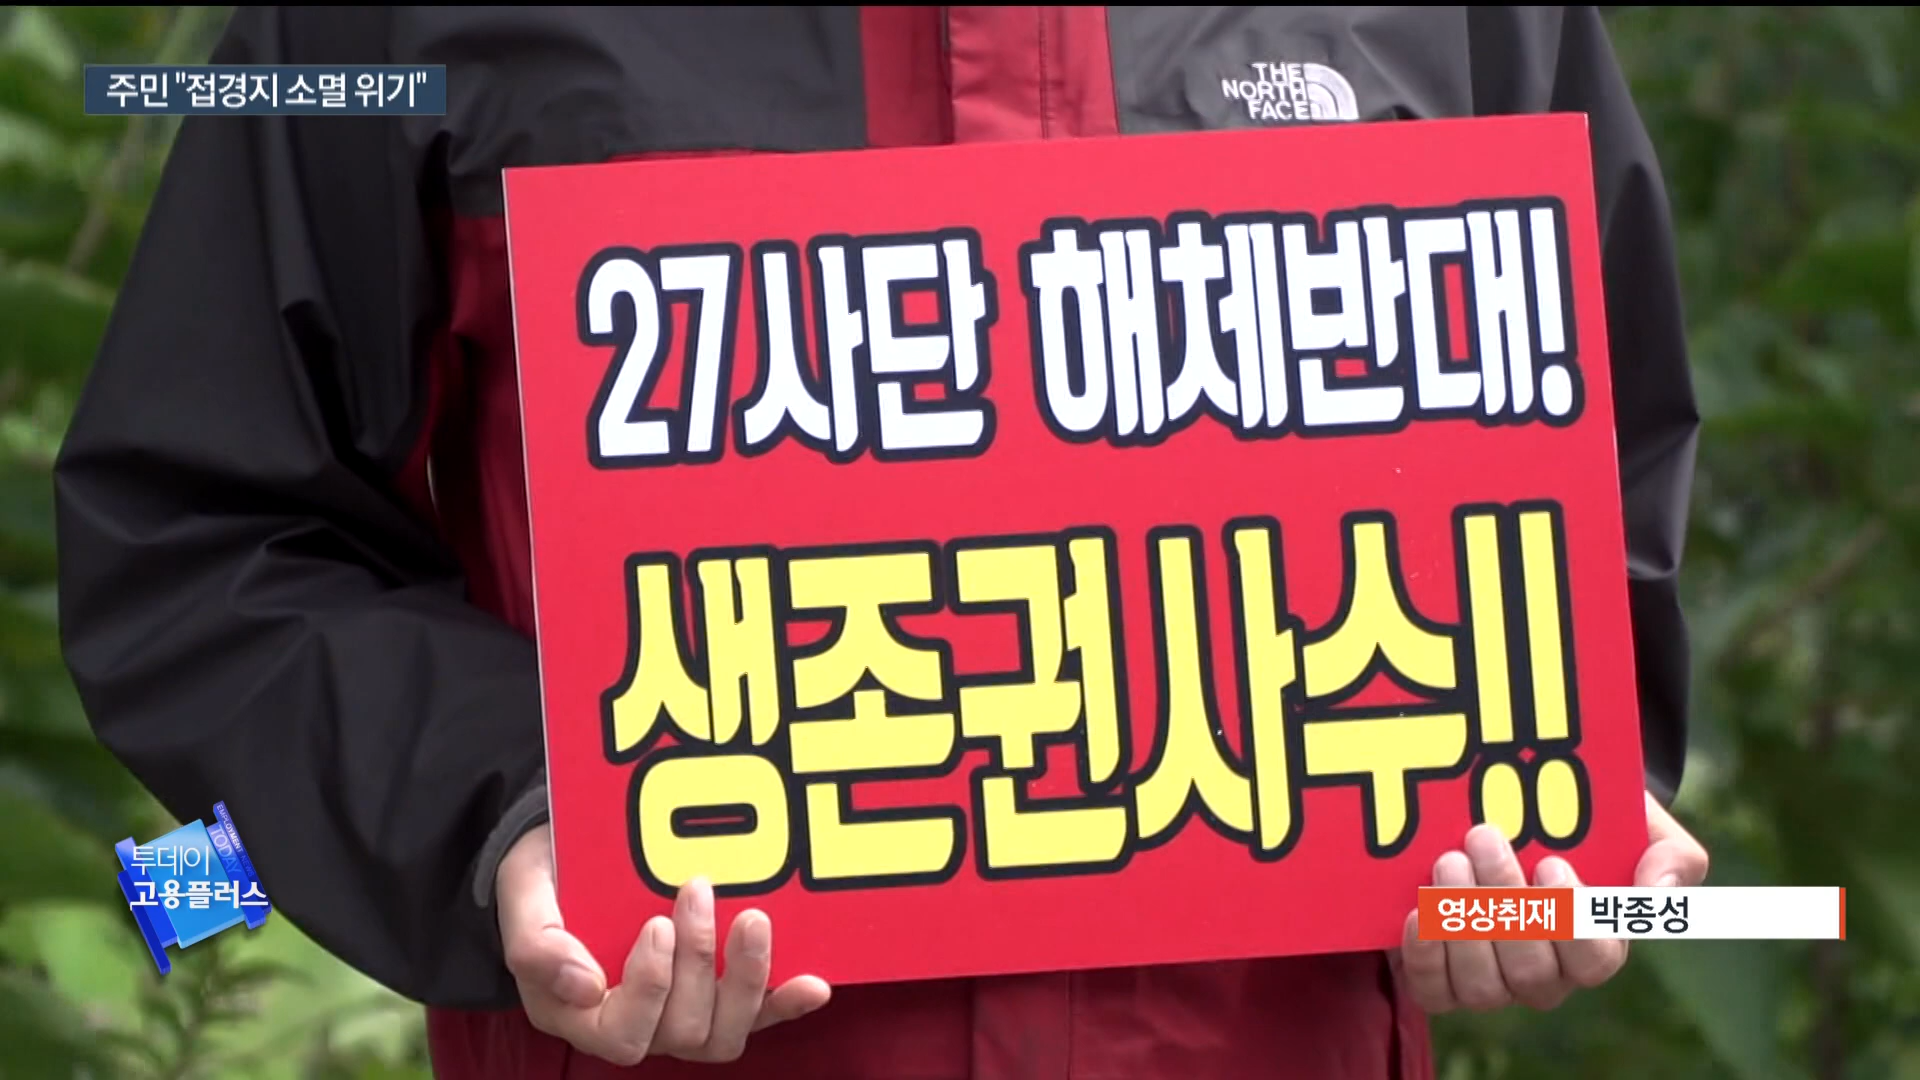 주민 "접경지 소멸 위기"
THE
NORTH
FACE
27사단 해체반대!
생존권사수!!
EMPLOYMENT
TODAY
투데이
고용플러스
영상취재 박종성